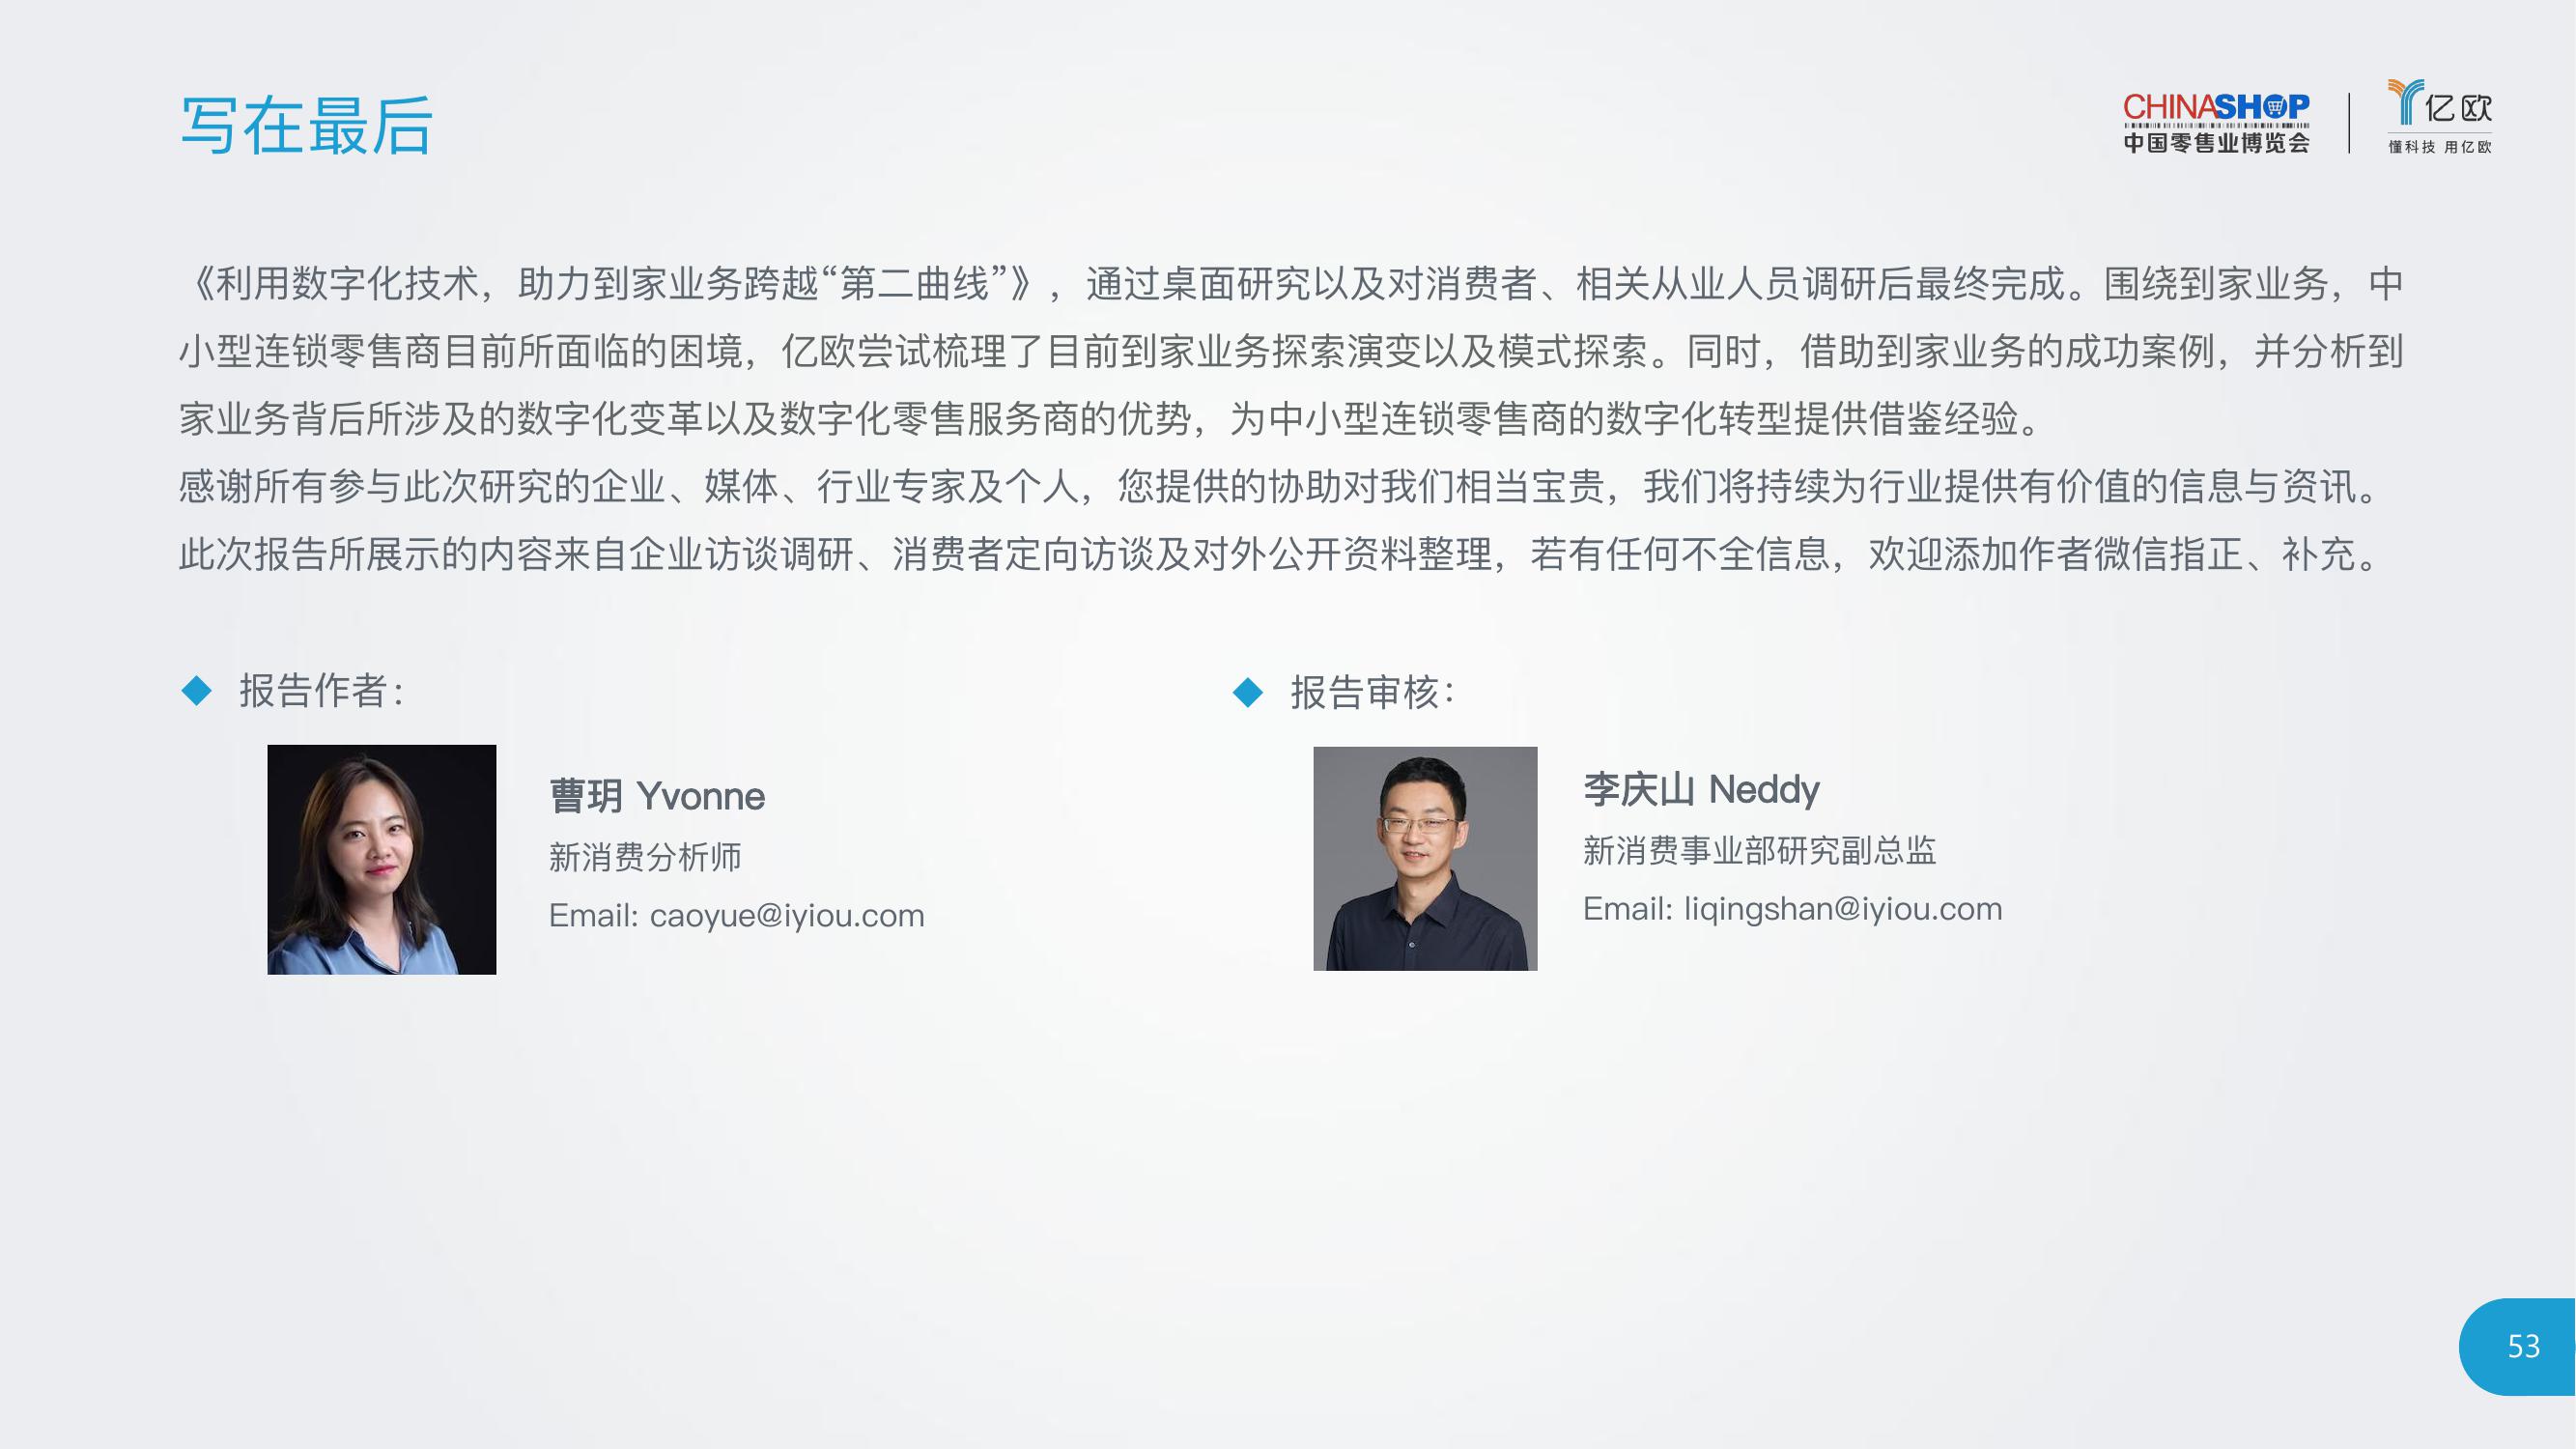 写在最后
CHINASHOP
中国零售业博览会
亿欧
懂科技 用亿欧
《利用数字化技术，助力到家业务跨越“第二曲线”》，通过桌面研究以及对消费者、相关从业人员调研后最终完成。围绕到家业务，中
小型连锁零售商目前所面临的困境，亿欧尝试梳理了目前到家业务探索演变以及模式探索。同时，借助到家业务的成功案例，并分析到
家业务背后所涉及的数字化变革以及数字化零售服务商的优势，为中小型连锁零售商的数字化转型提供借鉴经验。
感谢所有参与此次研究的企业、媒体、行业专家及个人，您提供的协助对我们相当宝贵，我们将持续为行业提供有价值的信息与资讯。
此次报告所展示的内容来自企业访谈调研、消费者定向访谈及对外公开资料整理，若有任何不全信息，欢迎添加作者微信指正、补充。
报告作者：
曹玥 Yvonne
新消费分析师
Email: caoyue@iyiou.com
报告审核：
李庆山 Neddy
新消费事业部研究副总监
Email: liqingshan@iyiou.com
53